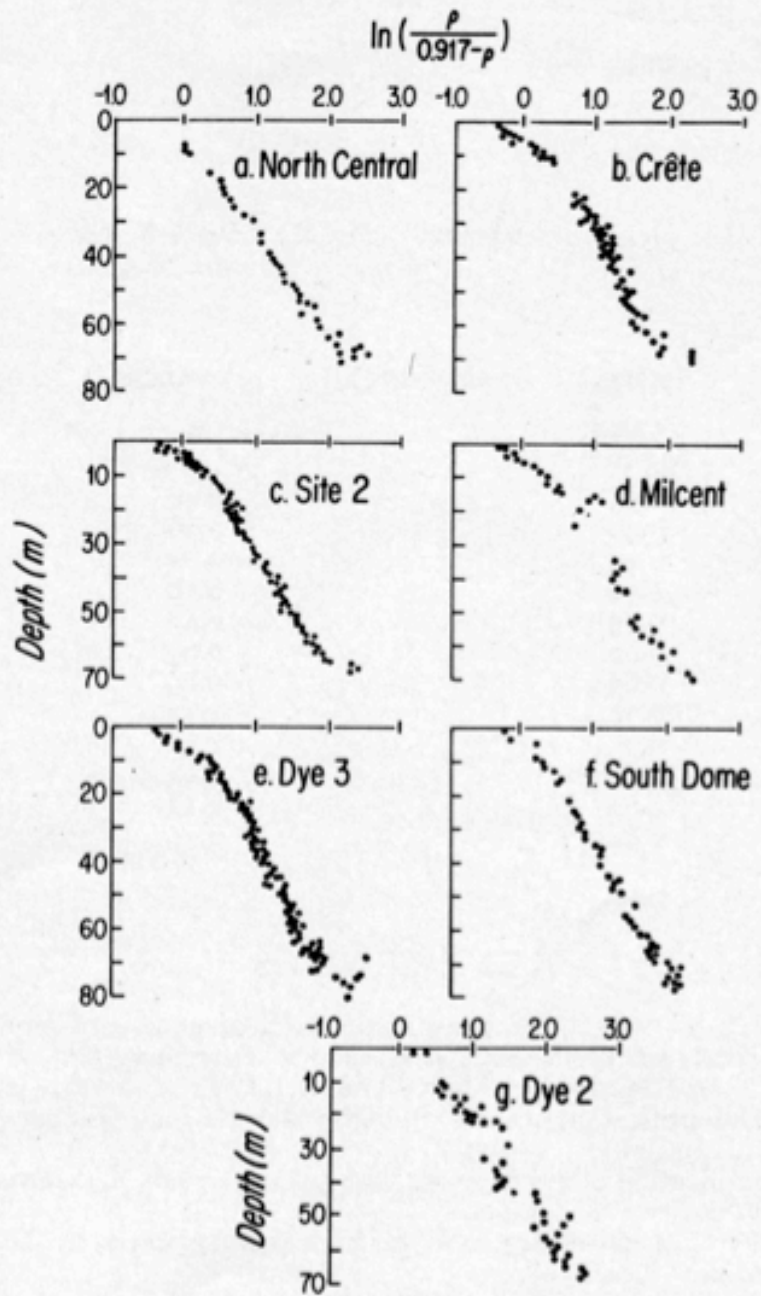 ln ( ρ / 0.917-ρ )
-1.0 0 1.0 2.0 3.0 -1.0 0 1.0 2.0 3.0
0
a. North Central
b. Crête
20
40
60
80
10
c. Site 2
d. Milcent
30
50
70
Depth (m)
0
e. Dye 3
f. South Dome
20
40
60
80
-1.0 0 1.0 2.0 3.0
10
g. Dye 2
30
50
70
Depth (m)